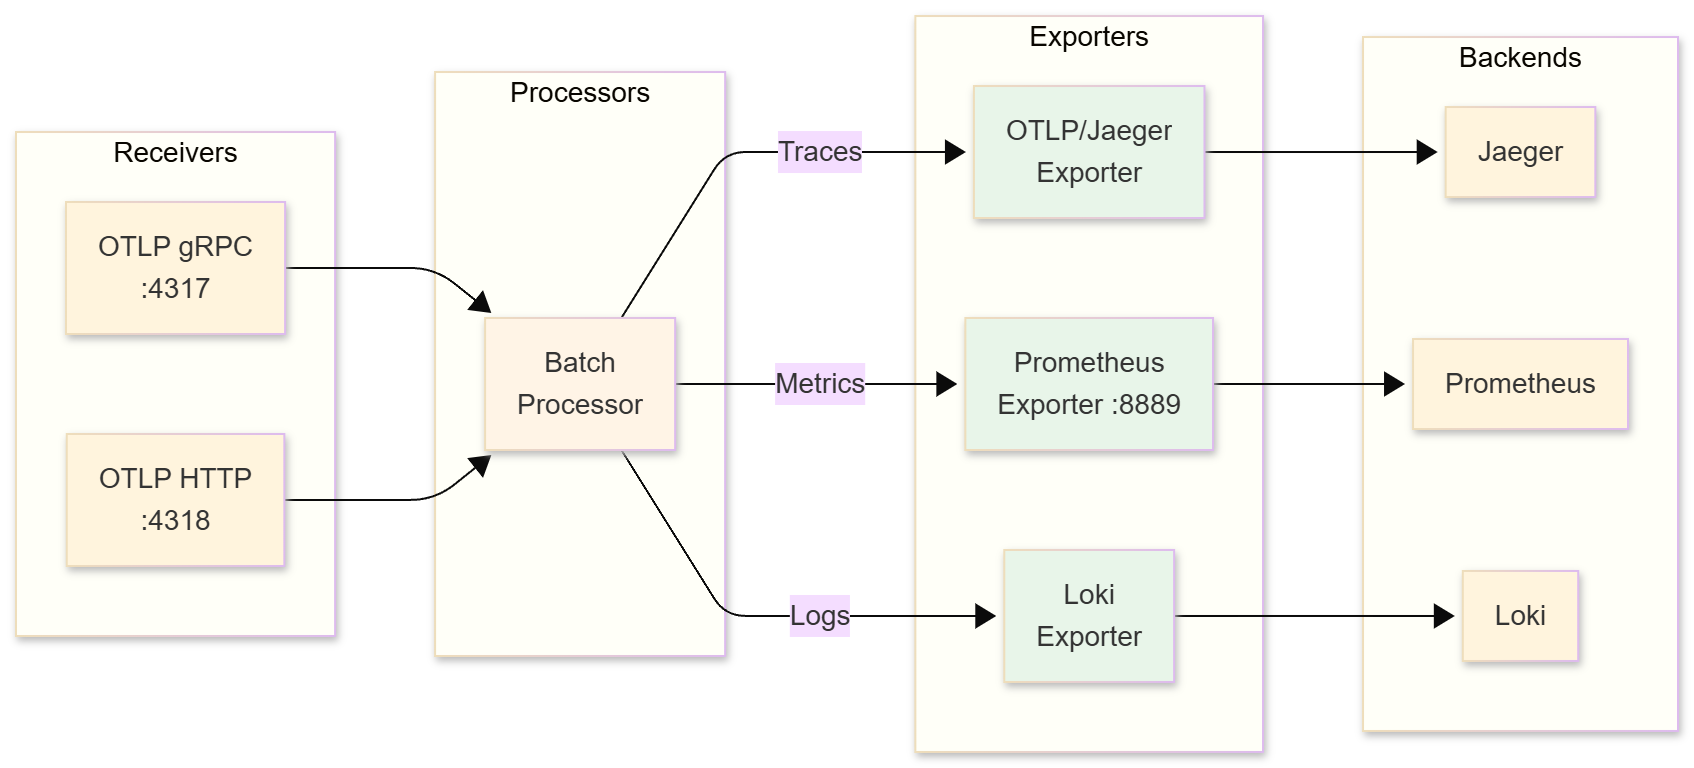 Receivers
OTLP gRPC
:4317
OTLP HTTP
:4318
Processors
Batch
Processor
Traces
Metrics
Logs
Exporters
OTLP/Jaeger
Exporter
Prometheus
Exporter :8889
Loki
Exporter
Backends
Jaeger
Prometheus
Loki